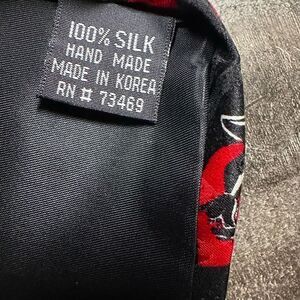 100% SILK
HAND MADE
MADE IN KOREA
RN # 73469